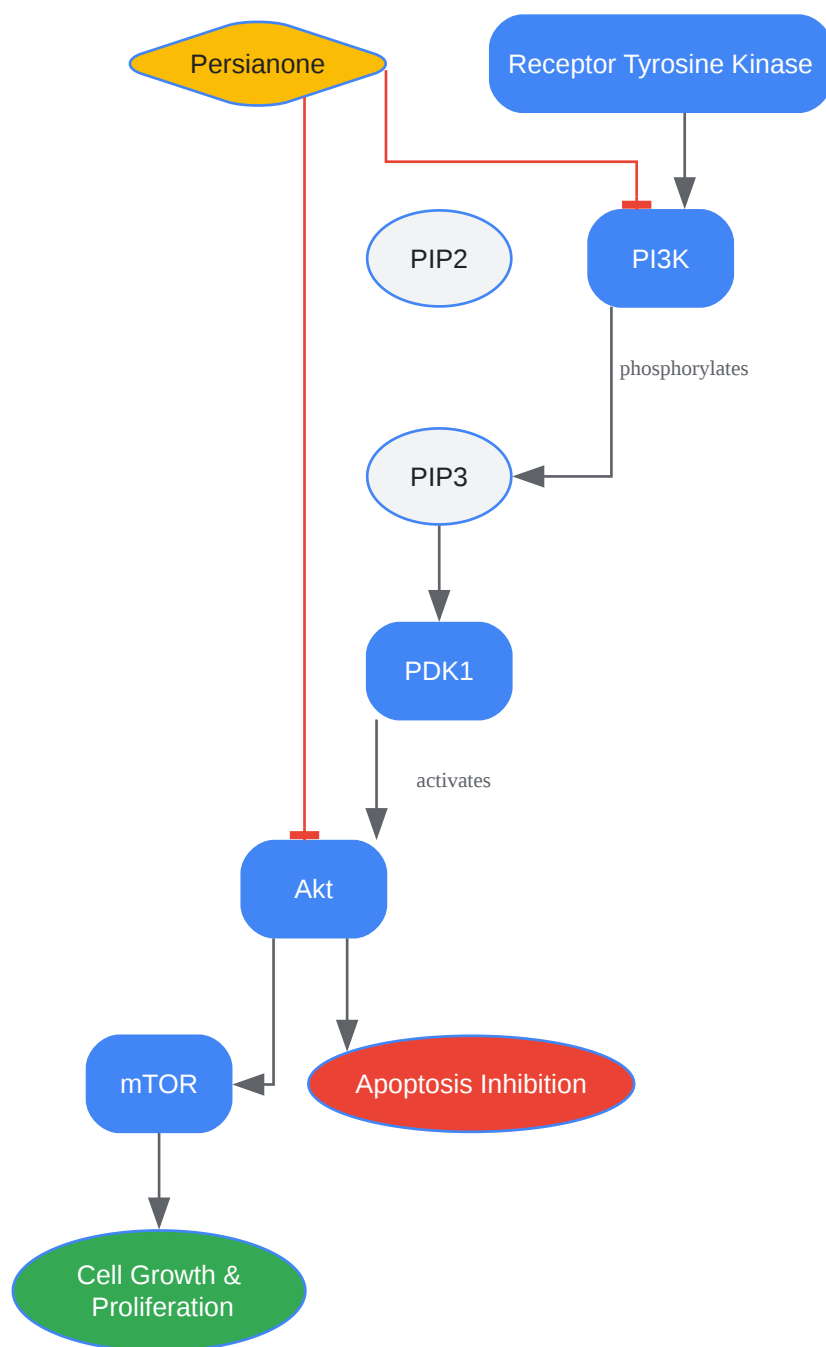 Persianone
Receptor Tyrosine Kinase
PIP2
PI3K
phosphorylates
PIP3
PDK1
activates
Akt
mTOR
Apoptosis Inhibition
Cell Growth &
Proliferation